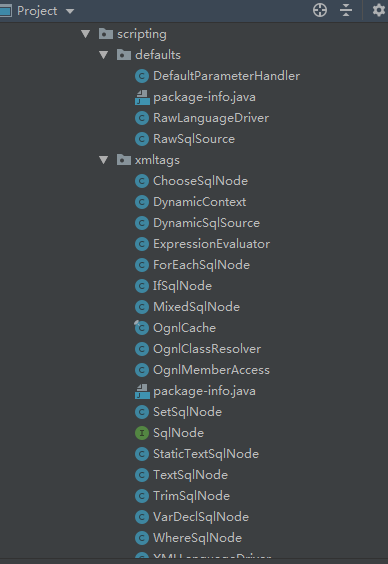 Project
scripting
defaults
DefaultParameterHandler
package-info.java
RawLanguageDriver
RawSqlSource
xmltags
ChooseSqlNode
DynamicContext
DynamicSqlSource
ExpressionEvaluator
ForEachSqlNode
IfSqlNode
MixedSqlNode
OgnlCache
OgnlClassResolver
OgnlMemberAccess
package-info.java
SetSqlNode
SqlNode
StaticTextSqlNode
TextSqlNode
TrimSqlNode
VarDeclSqlNode
WhereSqlNode
XMLLanguageDriver